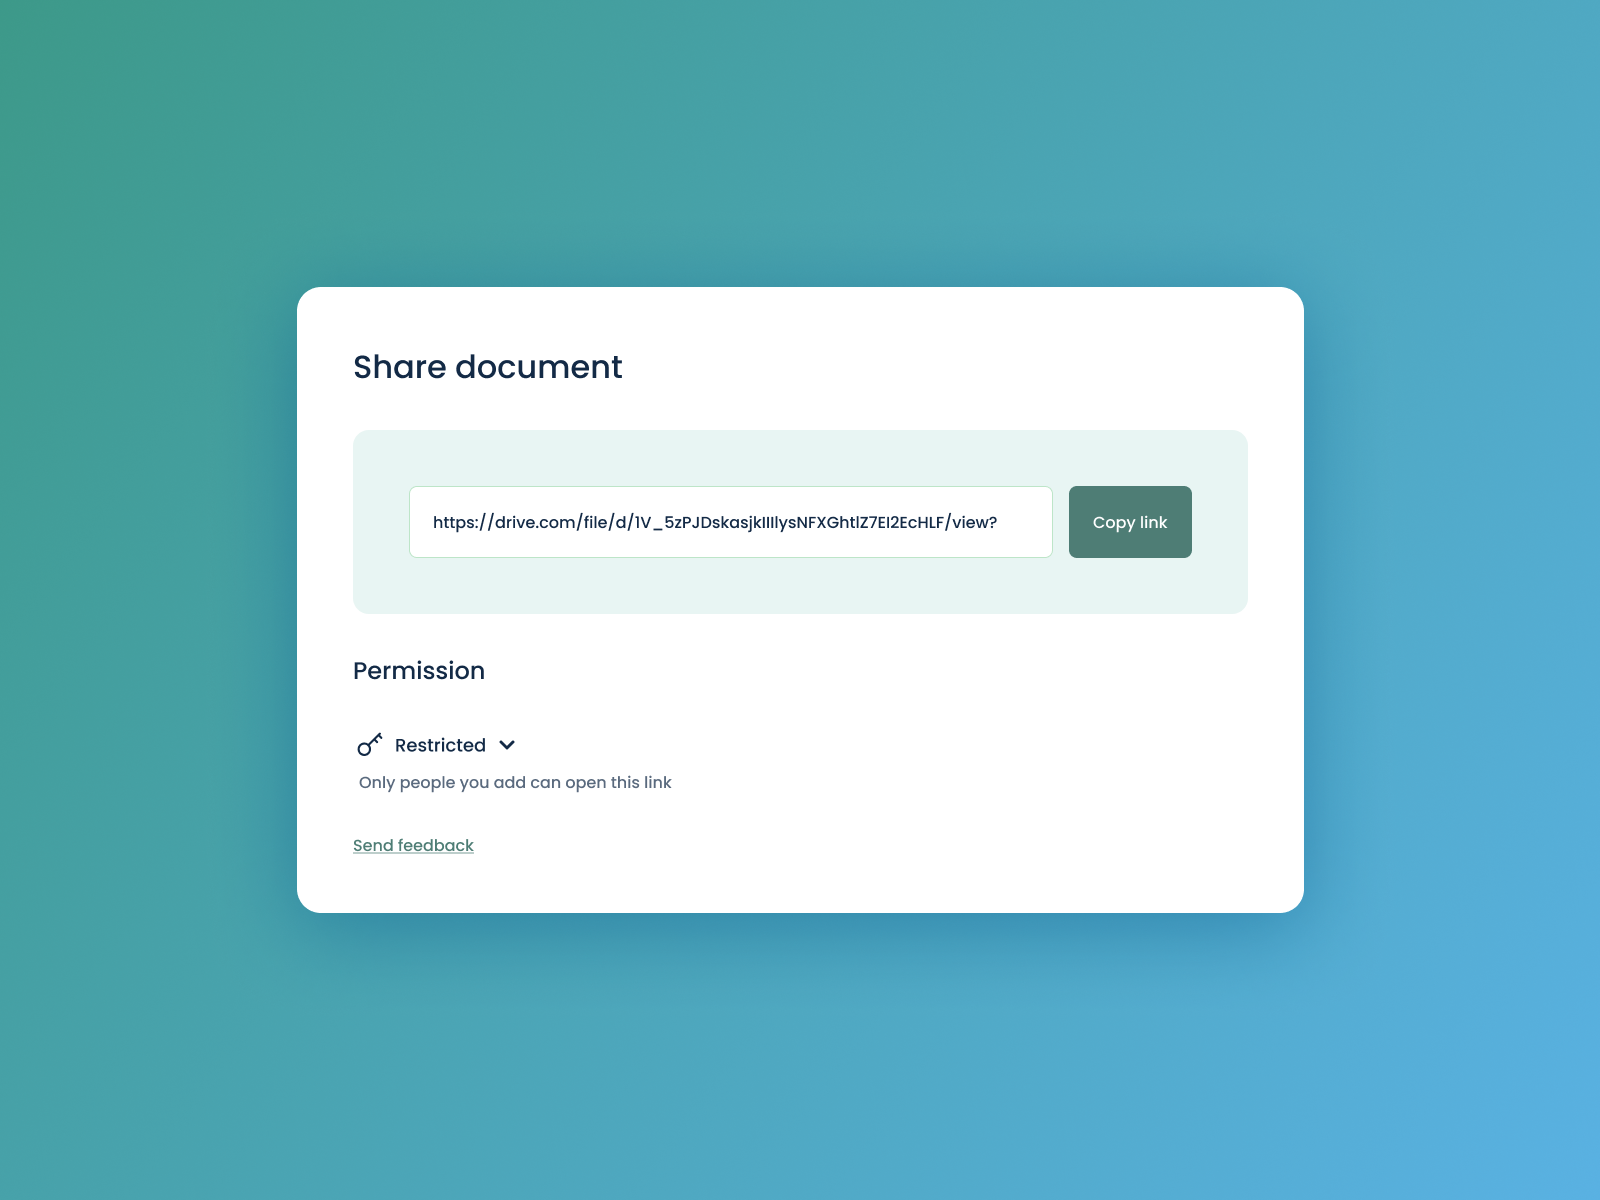 Share document
https://drive.com/file/d/1V_5zPJDskasjkIIIlysNFXGhtlZ7EI2EcHLF/view?
Copy link
Permission
Restricted
Only people you add can open this link
Send feedback